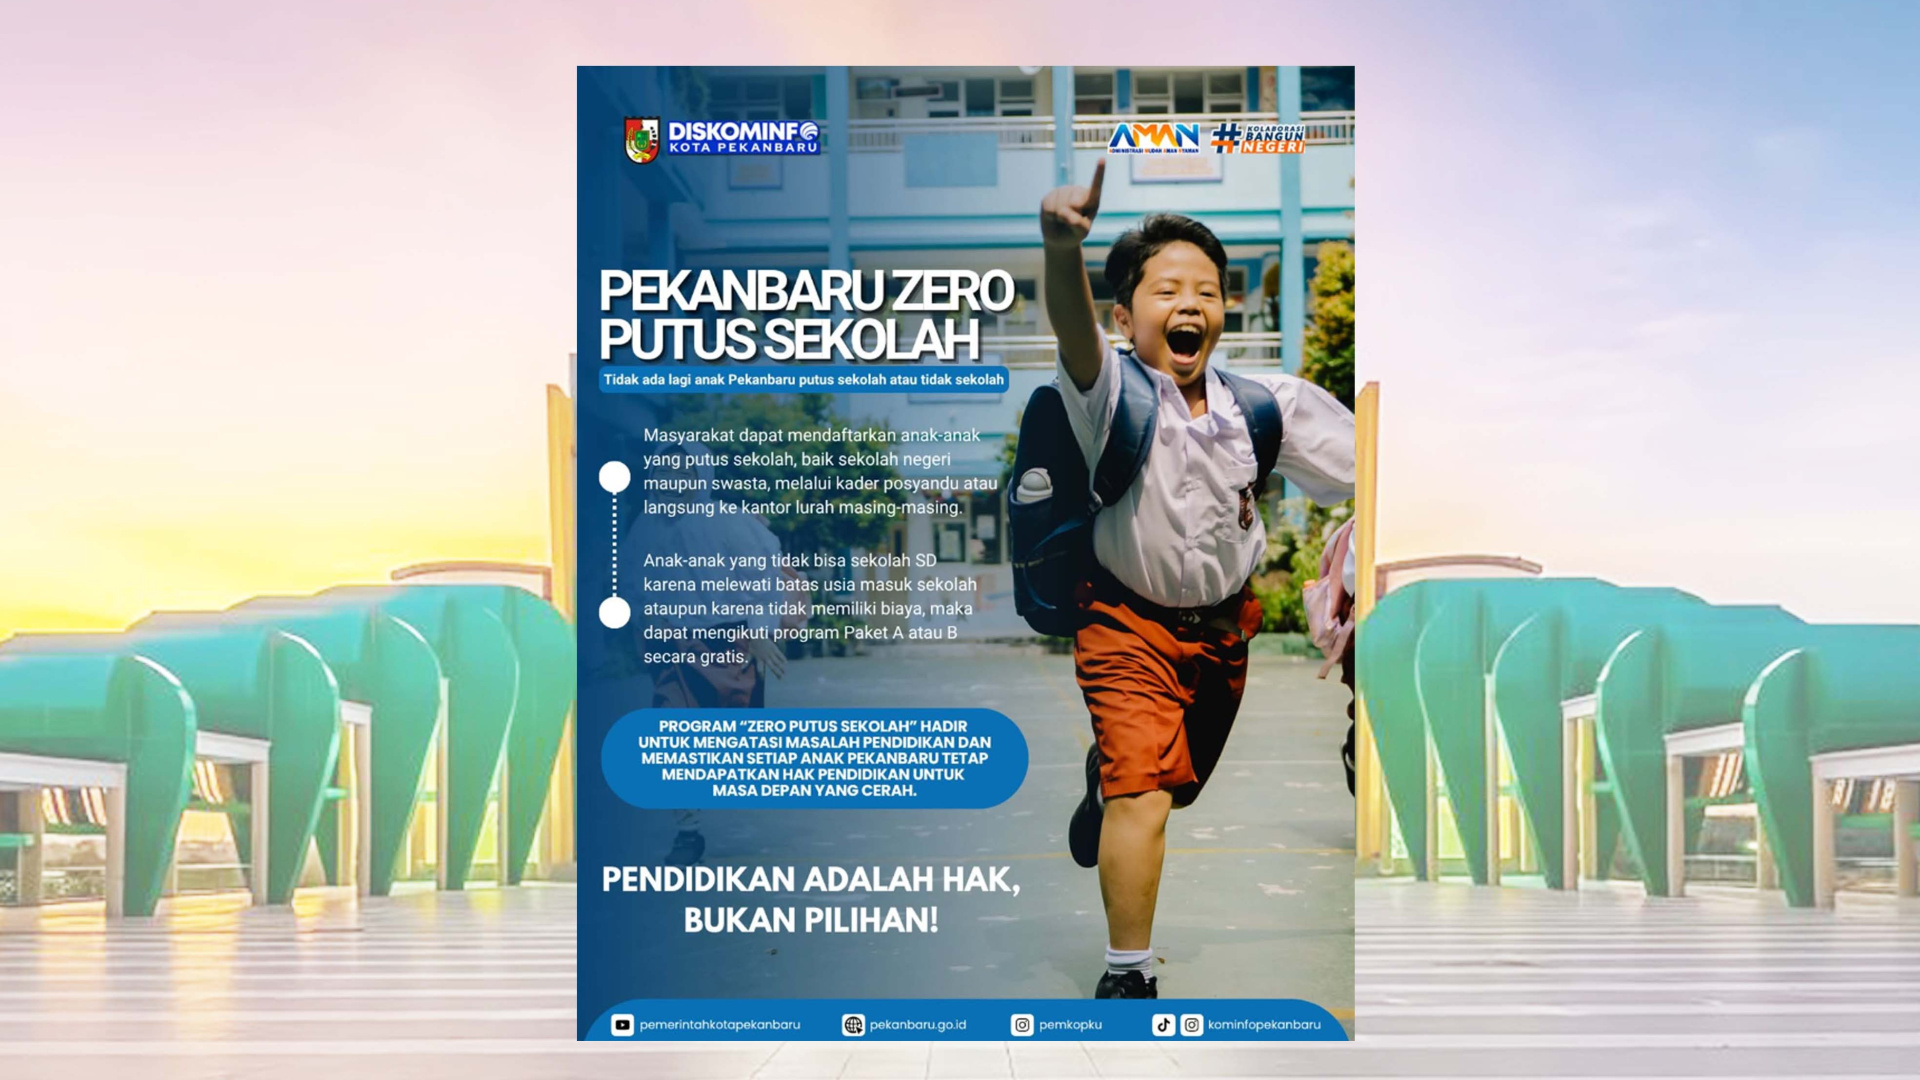 DISKOMINFO
KOTA PEKANBARU
AMAN
ADMINISTRASI MUDAH AMAN NYAMAN
# KOLABORASI
BANGUN
NEGERI
PEKANBARU ZERO
PUTUS SEKOLAH
Tidak ada lagi anak Pekanbaru putus sekolah atau tidak sekolah
Masyarakat dapat mendaftarkan anak-anak
yang putus sekolah, baik sekolah negeri
maupun swasta, melalui kader posyandu atau
langsung ke kantor lurah masing-masing.
Anak-anak yang tidak bisa sekolah SD
karena melewati batas usia masuk sekolah
ataupun karena tidak memiliki biaya, maka
dapat mengikuti program Paket A atau B
secara gratis.
PROGRAM “ZERO PUTUS SEKOLAH” HADIR
UNTUK MENGATASI MASALAH PENDIDIKAN DAN
MEMASTIKAN SETIAP ANAK PEKANBARU TETAP
MENDAPATKAN HAK PENDIDIKAN UNTUK
MASA DEPAN YANG CERAH.
PENDIDIKAN ADALAH HAK,
BUKAN PILIHAN!
pemerintahkotapekanbaru
pekanbaru.go.id
pemkopku
kominfopekanbaru